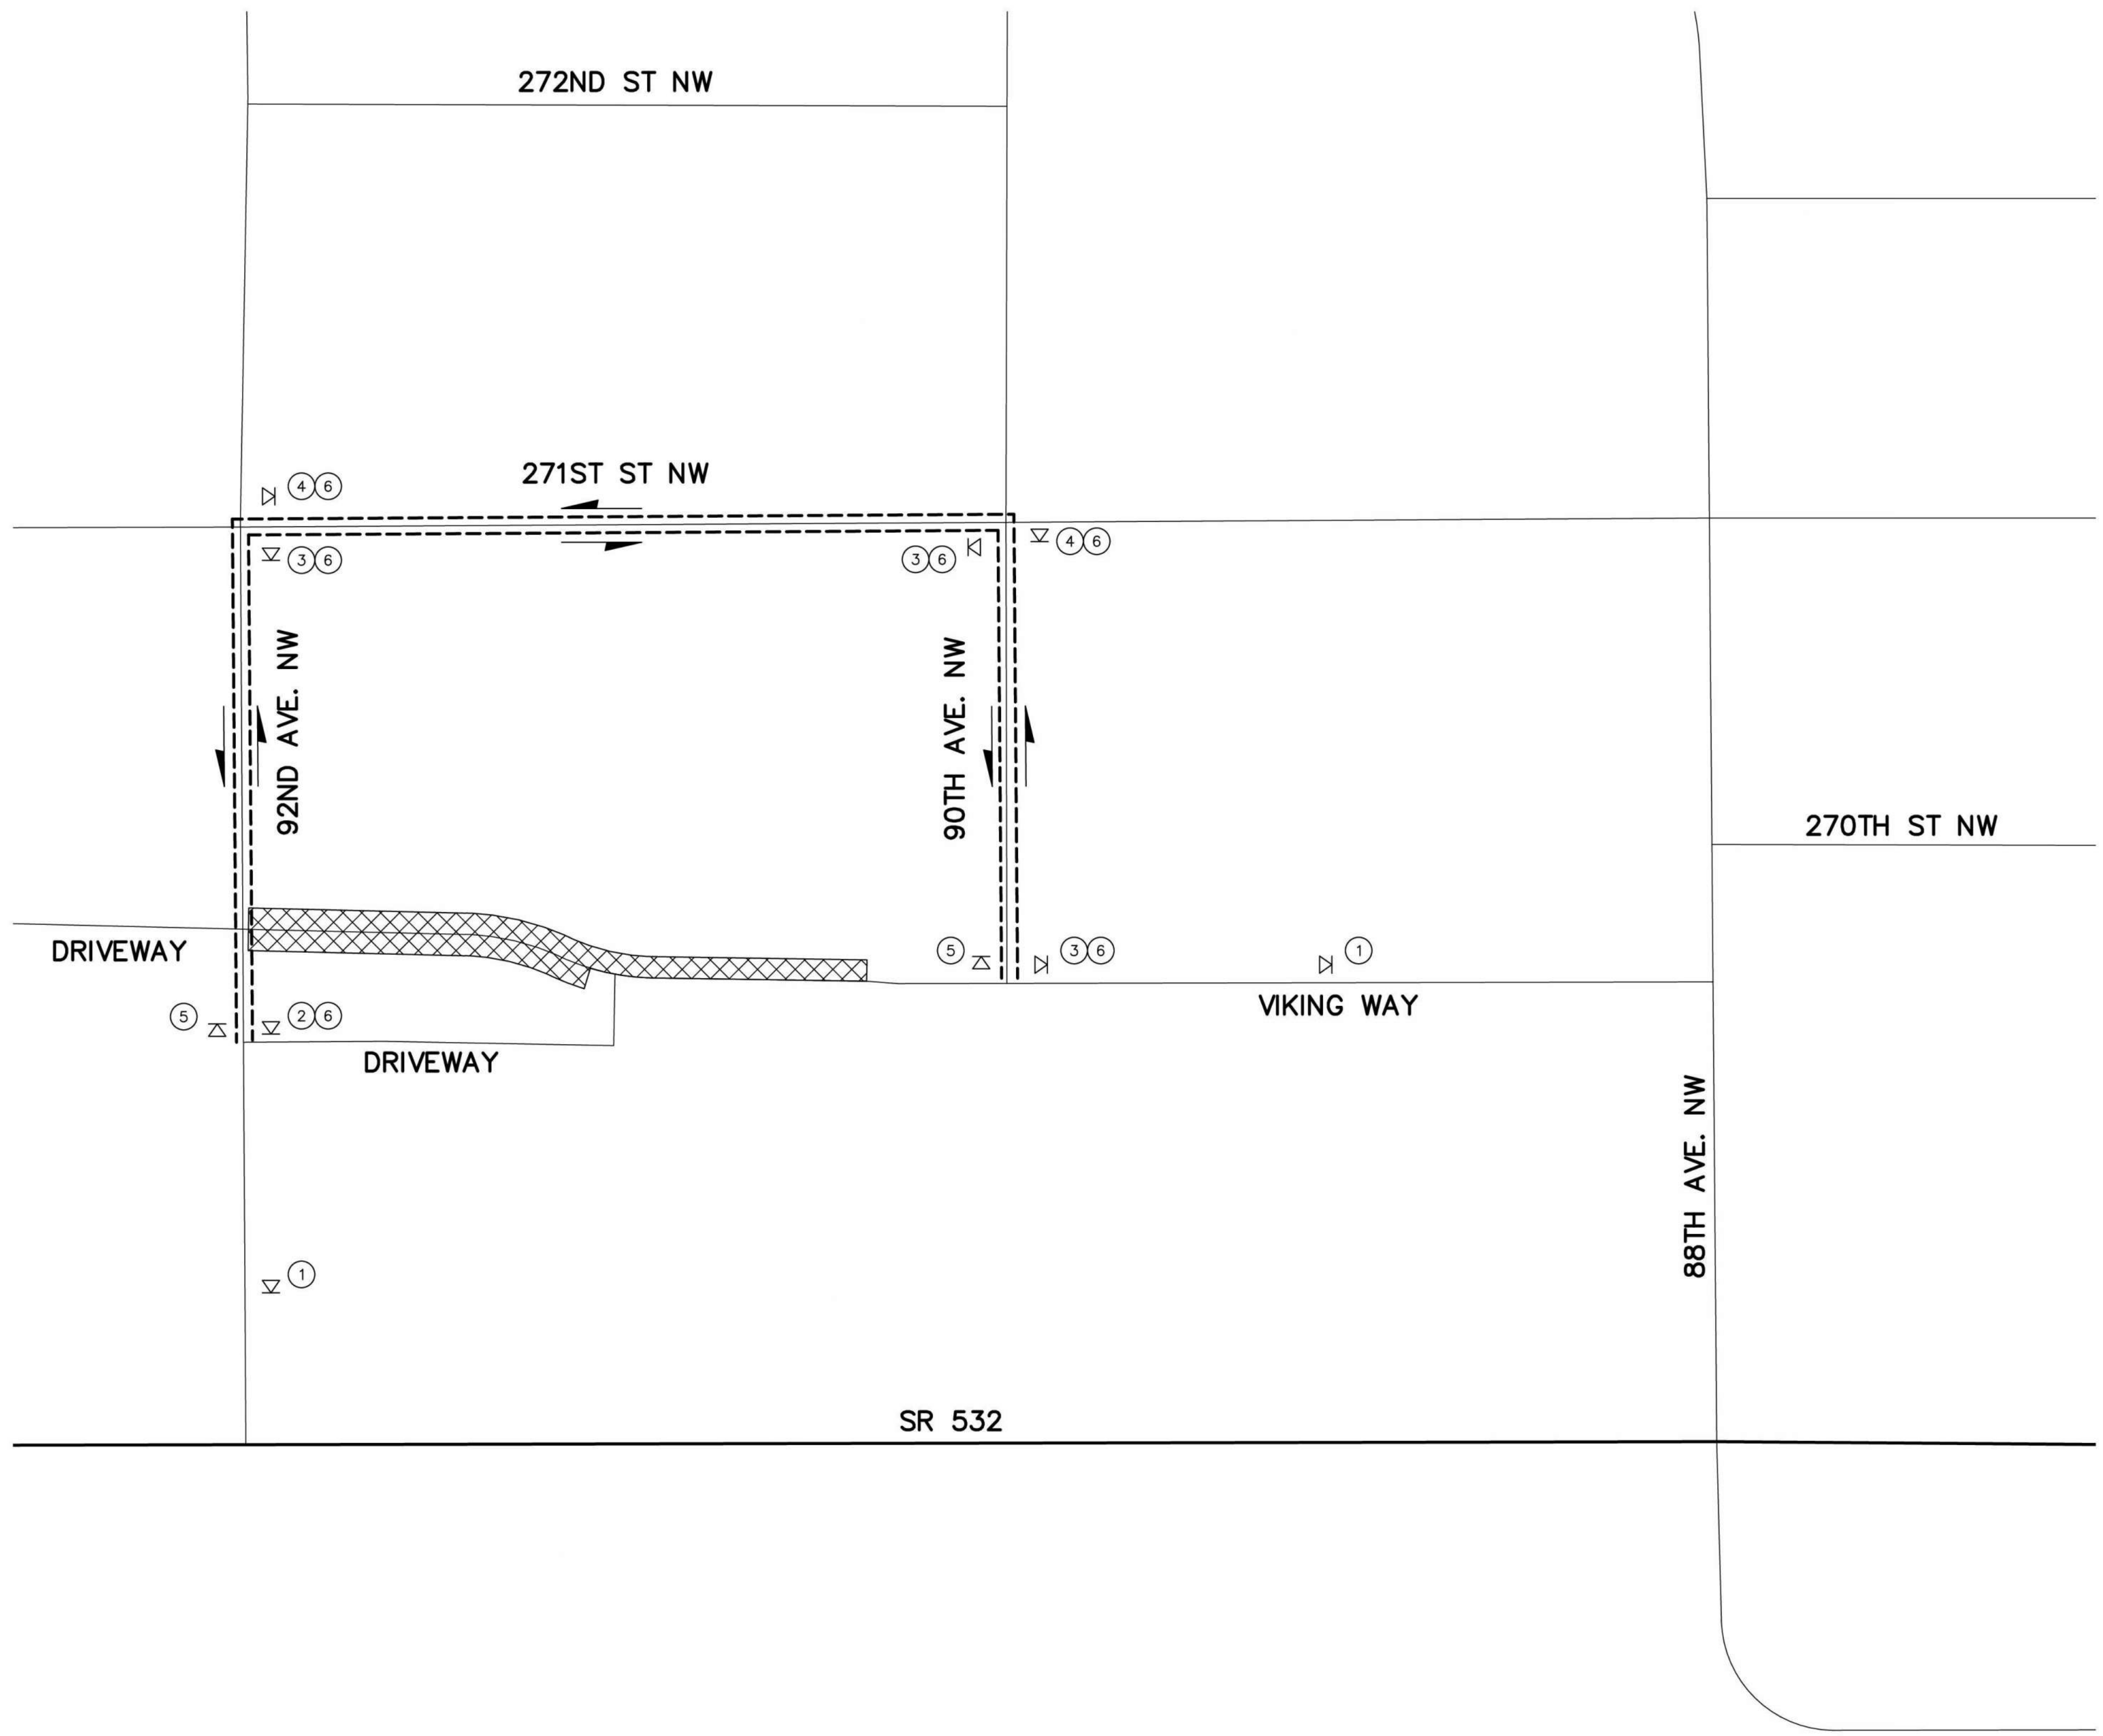 272ND ST NW
271ST ST NW
4 6
3 6
3 6
4 6
92ND AVE. NW
90TH AVE. NW
270TH ST NW
DRIVEWAY
5
3 6
1
VIKING WAY
5
2 6
DRIVEWAY
88TH AVE. NW
1
SR 532